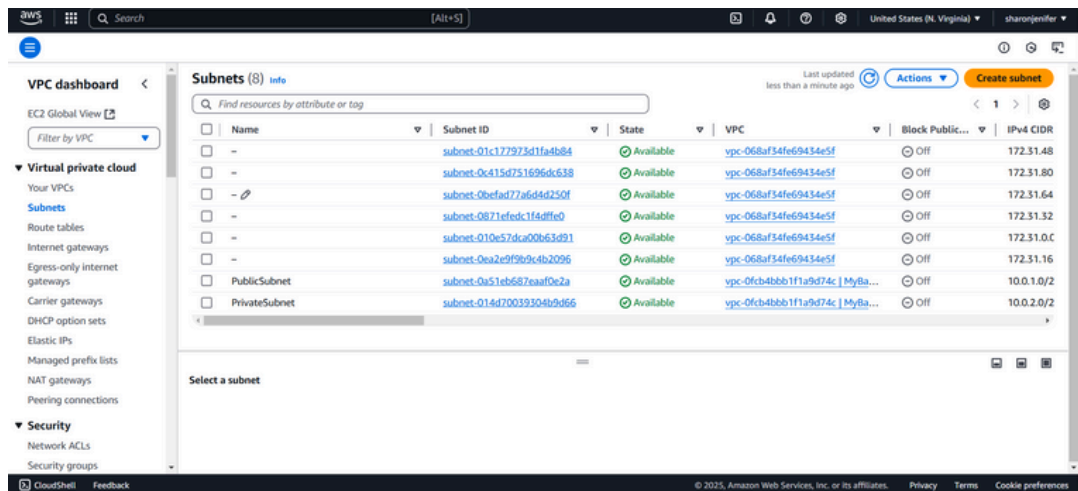 aws Search [Alt+S] United States (N. Virginia) sharonjenifer
VPC dashboard
EC2 Global View
Filter by VPC
Virtual private cloud
Your VPCs
Subnets
Route tables
Internet gateways
Egress-only internet
gateways
Carrier gateways
DHCP option sets
Elastic IPs
Managed prefix lists
NAT gateways
Peering connections
Security
Network ACLs
Security groups
Subnets (8) Info
Last updated
less than a minute ago
Actions
Create subnet
Find resources by attribute or tag
1
Name Subnet ID State VPC Block Public... IPv4 CIDR
– subnet-01c177973d1fa4b84 Available vpc-068af34fe69434e5f Off 172.31.48
– subnet-0c415d751696dc638 Available vpc-068af34fe69434e5f Off 172.31.80
– subnet-0befad77a6d4d250f Available vpc-068af34fe69434e5f Off 172.31.64
– subnet-0871efedc1f4dffe0 Available vpc-068af34fe69434e5f Off 172.31.32
– subnet-010e57dca00b63d91 Available vpc-068af34fe69434e5f Off 172.31.0.0
– subnet-0ea2e9f9b9c4b2096 Available vpc-068af34fe69434e5f Off 172.31.16
PublicSubnet subnet-0a51eb687eaaf0e2a Available vpc-0fcb4bbb1f1a9d74c | MyBa... Off 10.0.1.0/2
PrivateSubnet subnet-014d70039304b9d66 Available vpc-0fcb4bbb1f1a9d74c | MyBa... Off 10.0.2.0/2
Select a subnet
CloudShell Feedback © 2025, Amazon Web Services, Inc. or its affiliates. Privacy Terms Cookie preferences